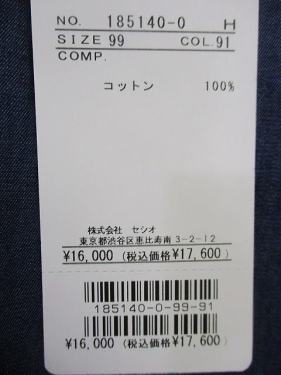 NO. 185140-0 H
SIZE 99 COL. 91
COMP.
コットン 100%
株式会社 セシオ
東京都渋谷区恵比寿南3-2-12
¥16,000 (税込価格¥17,600)
185140-0-99-91
¥16,000 (税込価格¥17,600)